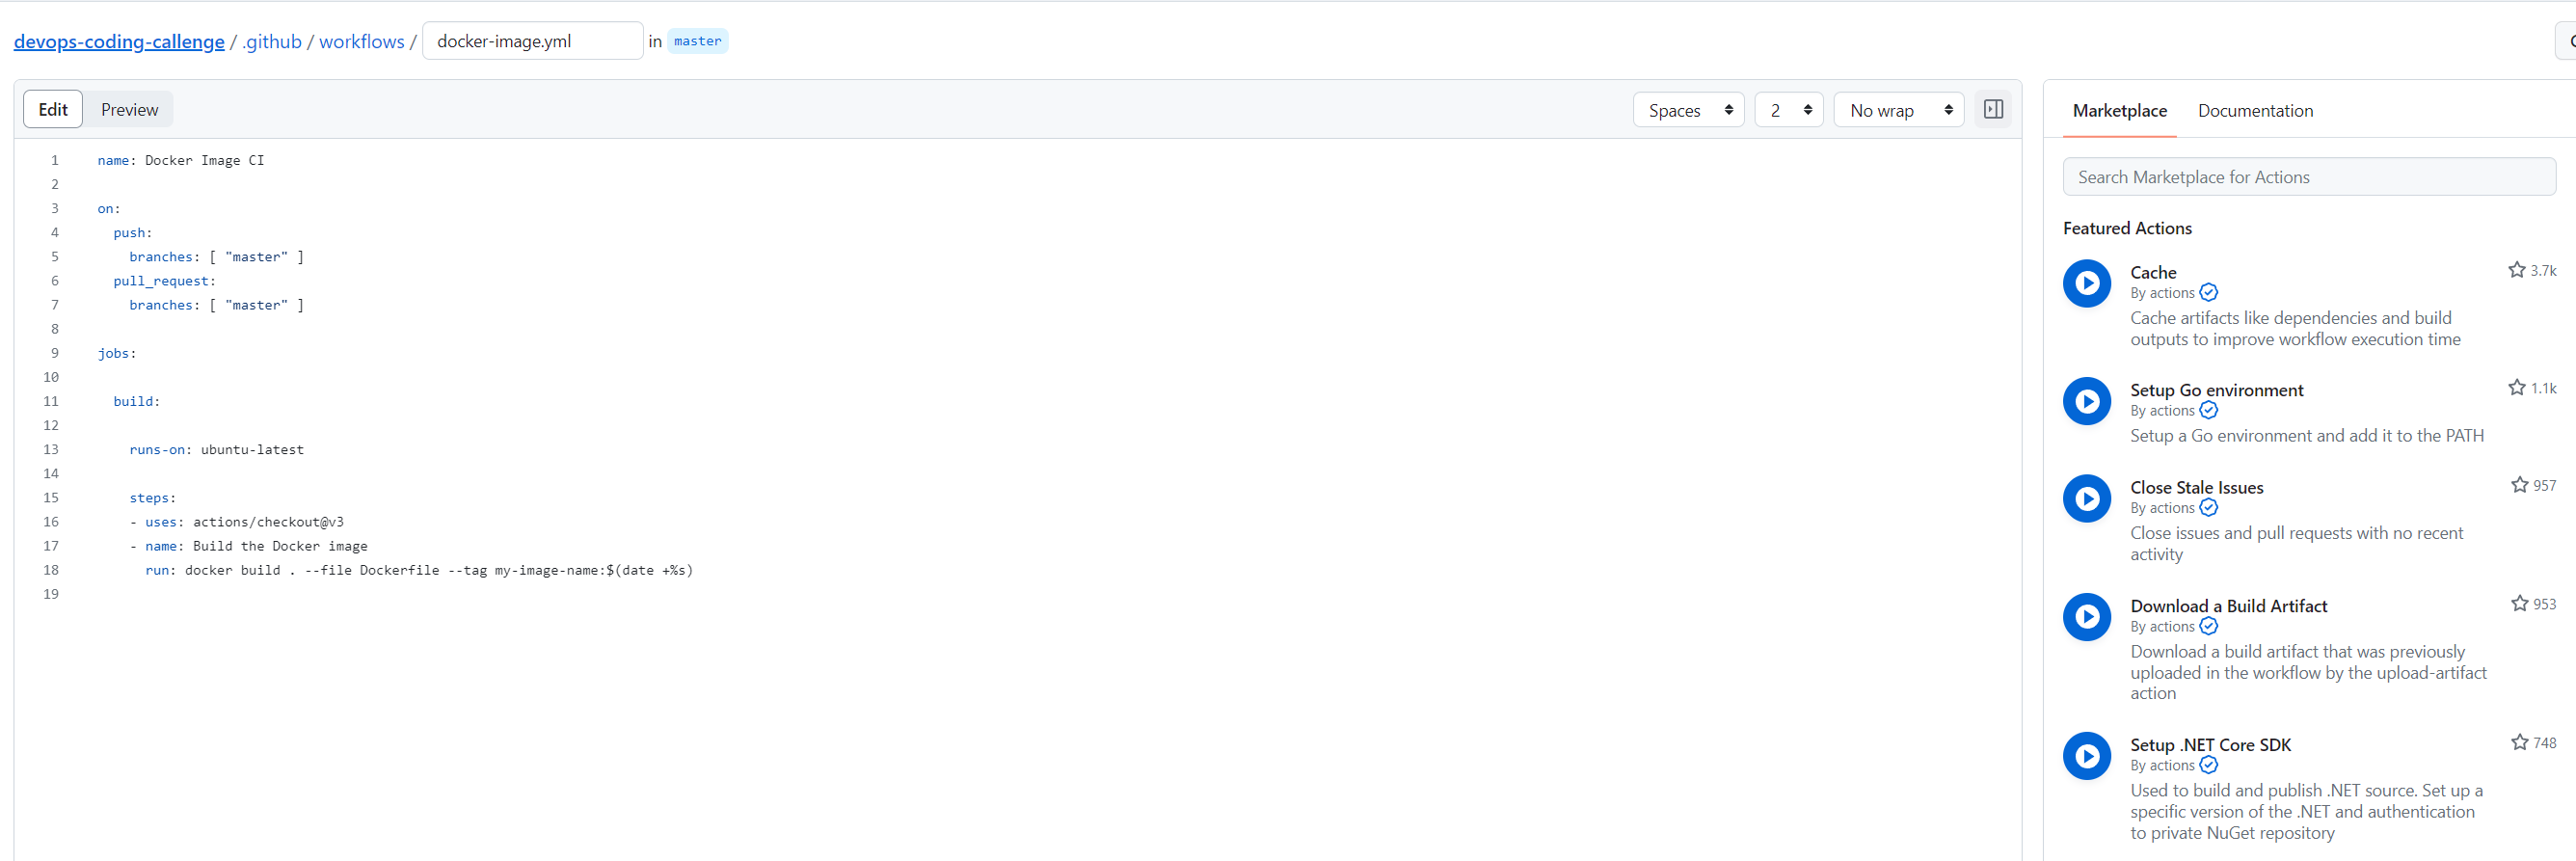 devops-coding-callenge / .github / workflows / docker-image.yml in master
Edit Preview Spaces 2 No wrap
1 name: Docker Image CI
2
3 on:
4 push:
5 branches: [ "master" ]
6 pull_request:
7 branches: [ "master" ]
8
9 jobs:
10
11 build:
12
13 runs-on: ubuntu-latest
14
15 steps:
16 - uses: actions/checkout@v3
17 - name: Build the Docker image
18 run: docker build . --file Dockerfile --tag my-image-name:$(date +%s)
19
Marketplace Documentation
Search Marketplace for Actions
Featured Actions
Cache 3.7k
By actions
Cache artifacts like dependencies and build
outputs to improve workflow execution time
Setup Go environment 1.1k
By actions
Setup a Go environment and add it to the PATH
Close Stale Issues 957
By actions
Close issues and pull requests with no recent
activity
Download a Build Artifact 953
By actions
Download a build artifact that was previously
uploaded in the workflow by the upload-artifact
action
Setup .NET Core SDK 748
By actions
Used to build and publish .NET source. Set up a
specific version of the .NET and authentication
to private NuGet repository